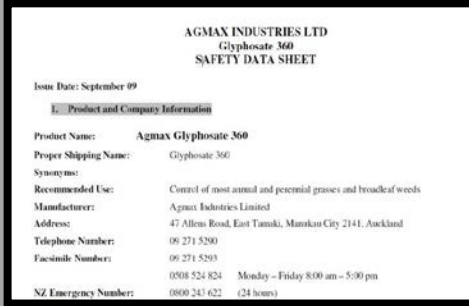 AGMAX INDUSTRIES LTD
Glyphosate 360
SAFETY DATA SHEET
Issue Date: September 09
1. Product and Company Information
Product Name: Agmax Glyphosate 360
Proper Shipping Name: Glyphosate 360
Synonyms:
Recommended Use: Control of most annual and perennial grasses and broadleaf weeds
Manufacturer: Agmax Industries Limited
Address: 47 Allens Road, East Tamaki, Manukau City 2141, Auckland
Telephone Number: 09 271 5290
Facsimile Number: 09 271 5293
0508 524 824 Monday – Friday 8:00 am – 5:00 pm
NZ Emergency Number: 0800 243 622 (24 hours)